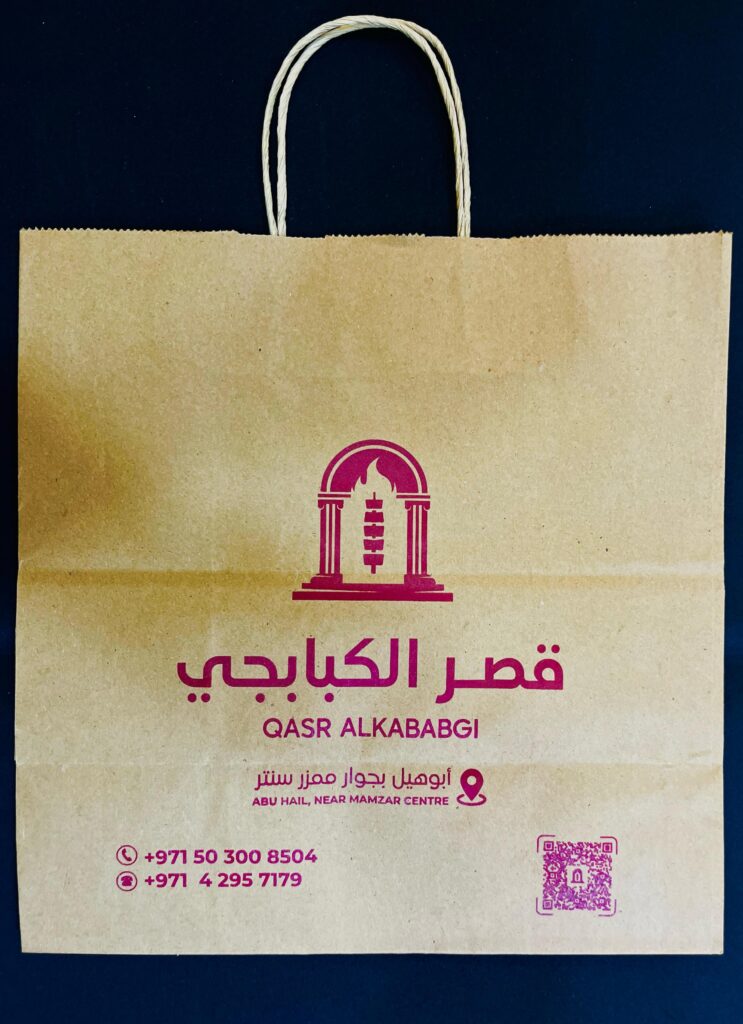 قصر الكبابجي
QASR ALKABABGI
أبوهيل بجوار ممزر سنتر
ABU HAIL, NEAR MAMZAR CENTRE
+971 50 300 8504
+971 4 295 7179